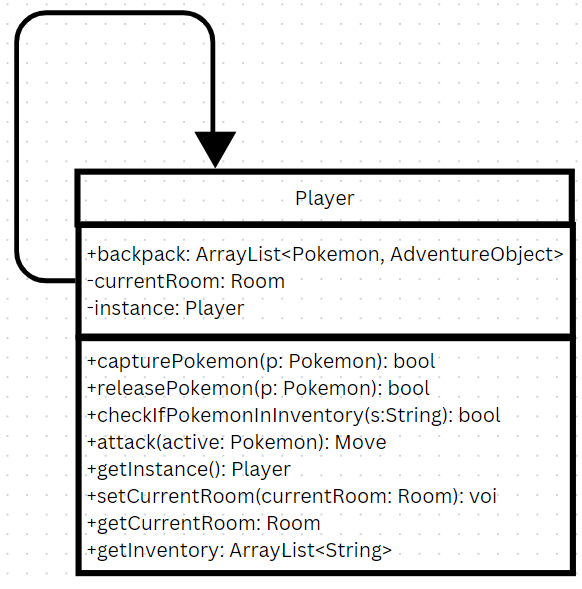 Player
+backpack: ArrayList<Pokemon, AdventureObject>
-currentRoom: Room
-instance: Player
+capturePokemon(p: Pokemon): bool
+releasePokemon(p: Pokemon): bool
+checkIfPokemonInInventory(s:String): bool
+attack(active: Pokemon): Move
+getInstance(): Player
+setCurrentRoom(currentRoom: Room): voi
+getCurrentRoom: Room
+getInventory: ArrayList<String>